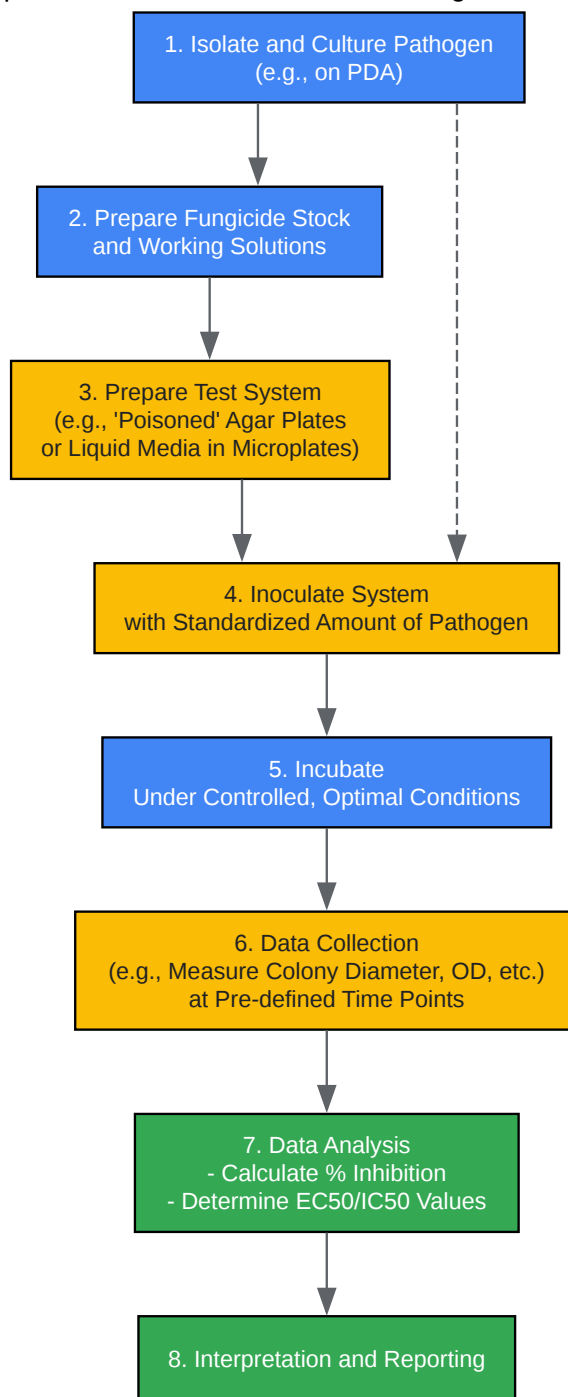 1. Isolate and Culture Pathogen
(e.g., on PDA)
2. Prepare Fungicide Stock
and Working Solutions
3. Prepare Test System
(e.g., 'Poisoned' Agar Plates
or Liquid Media in Microplates)
4. Inoculate System
with Standardized Amount of Pathogen
5. Incubate
Under Controlled, Optimal Conditions
6. Data Collection
(e.g., Measure Colony Diameter, OD, etc.)
at Pre-defined Time Points
7. Data Analysis
- Calculate % Inhibition
- Determine EC50/IC50 Values
8. Interpretation and Reporting